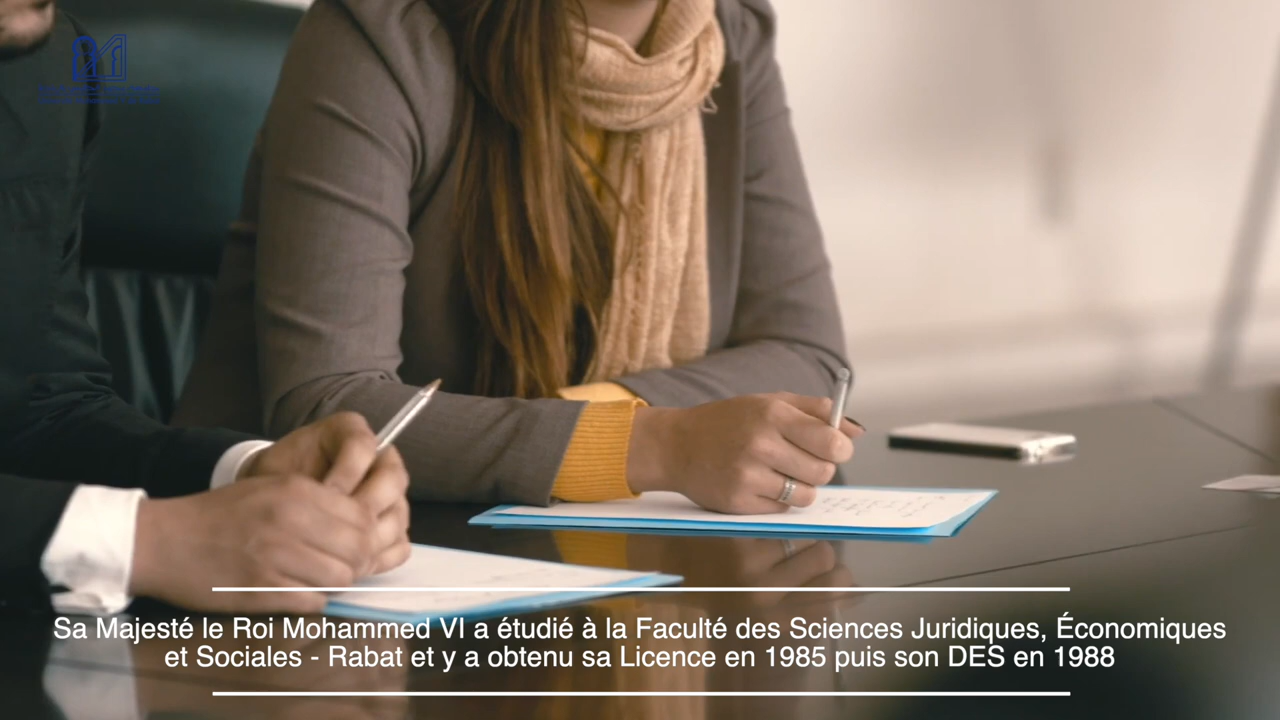 Sa Majesté le Roi Mohammed VI a étudié à la Faculté des Sciences Juridiques, Économiques
et Sociales - Rabat et y a obtenu sa Licence en 1985 puis son DES en 1988